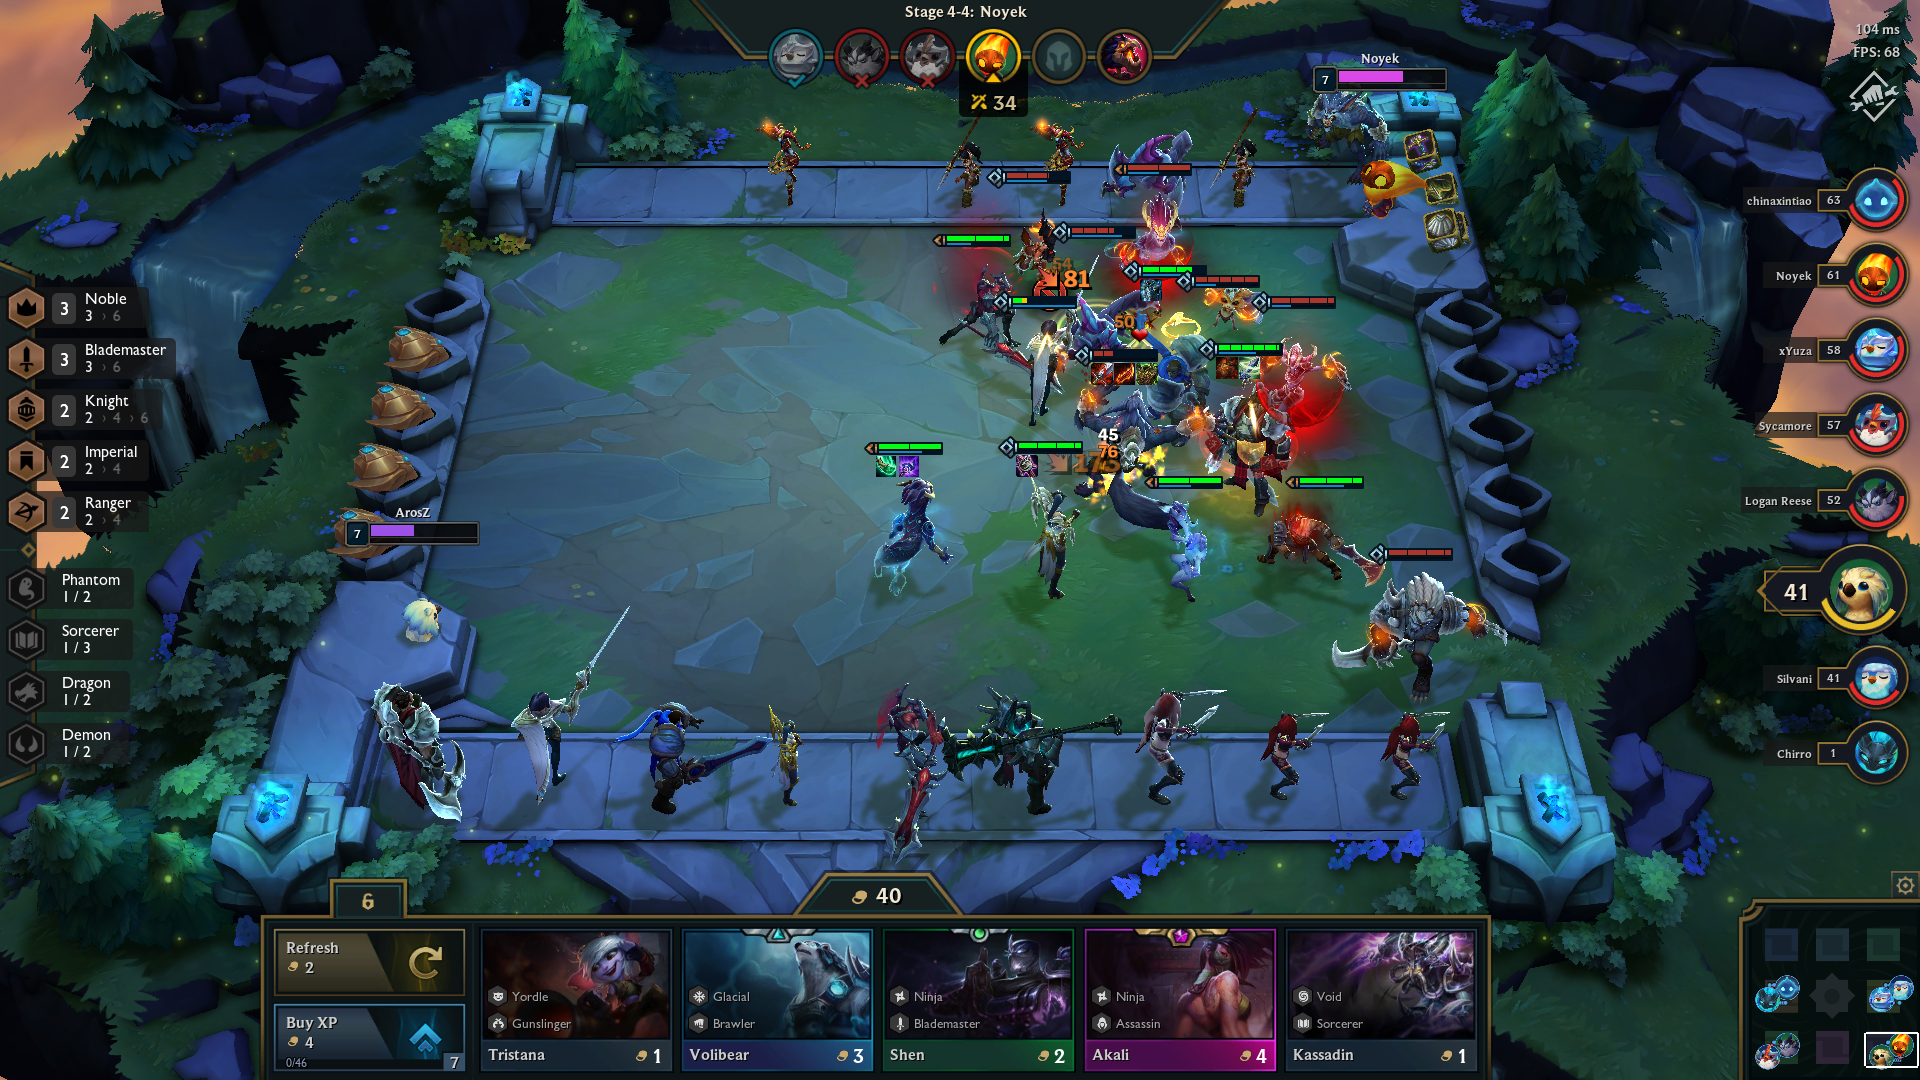 Stage 4-4: Noyek
104 ms
FPS: 68
34
Noyek
7
chinaxintiao 63
Noyek 61
xYuza 58
Sycamore 57
Logan Reese 52
41
Silvani 41
Chirro 1
3 Noble
3 › 6
3 Blademaster
3 › 6
2 Knight
2 › 4 › 6
2 Imperial
2 › 4
2 Ranger
2 › 4
Phantom
1 / 2
Sorcerer
1 / 3
Dragon
1 / 2
Demon
1 / 2
54
81
50
45
76
175
ArosZ
7
6
40
Refresh
2
Buy XP
4
0/46
7
Yordle
Gunslinger
Tristana 1
Glacial
Brawler
Volibear 3
Ninja
Blademaster
Shen 2
Ninja
Assassin
Akali 4
Void
Sorcerer
Kassadin 1